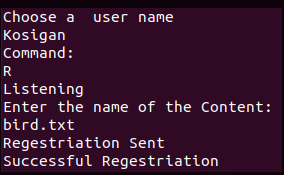 Choose a  user name
Kosigan
Command:
R
Listening
Enter the name of the Content:
bird.txt
Regestriation Sent
Successful Regestriation